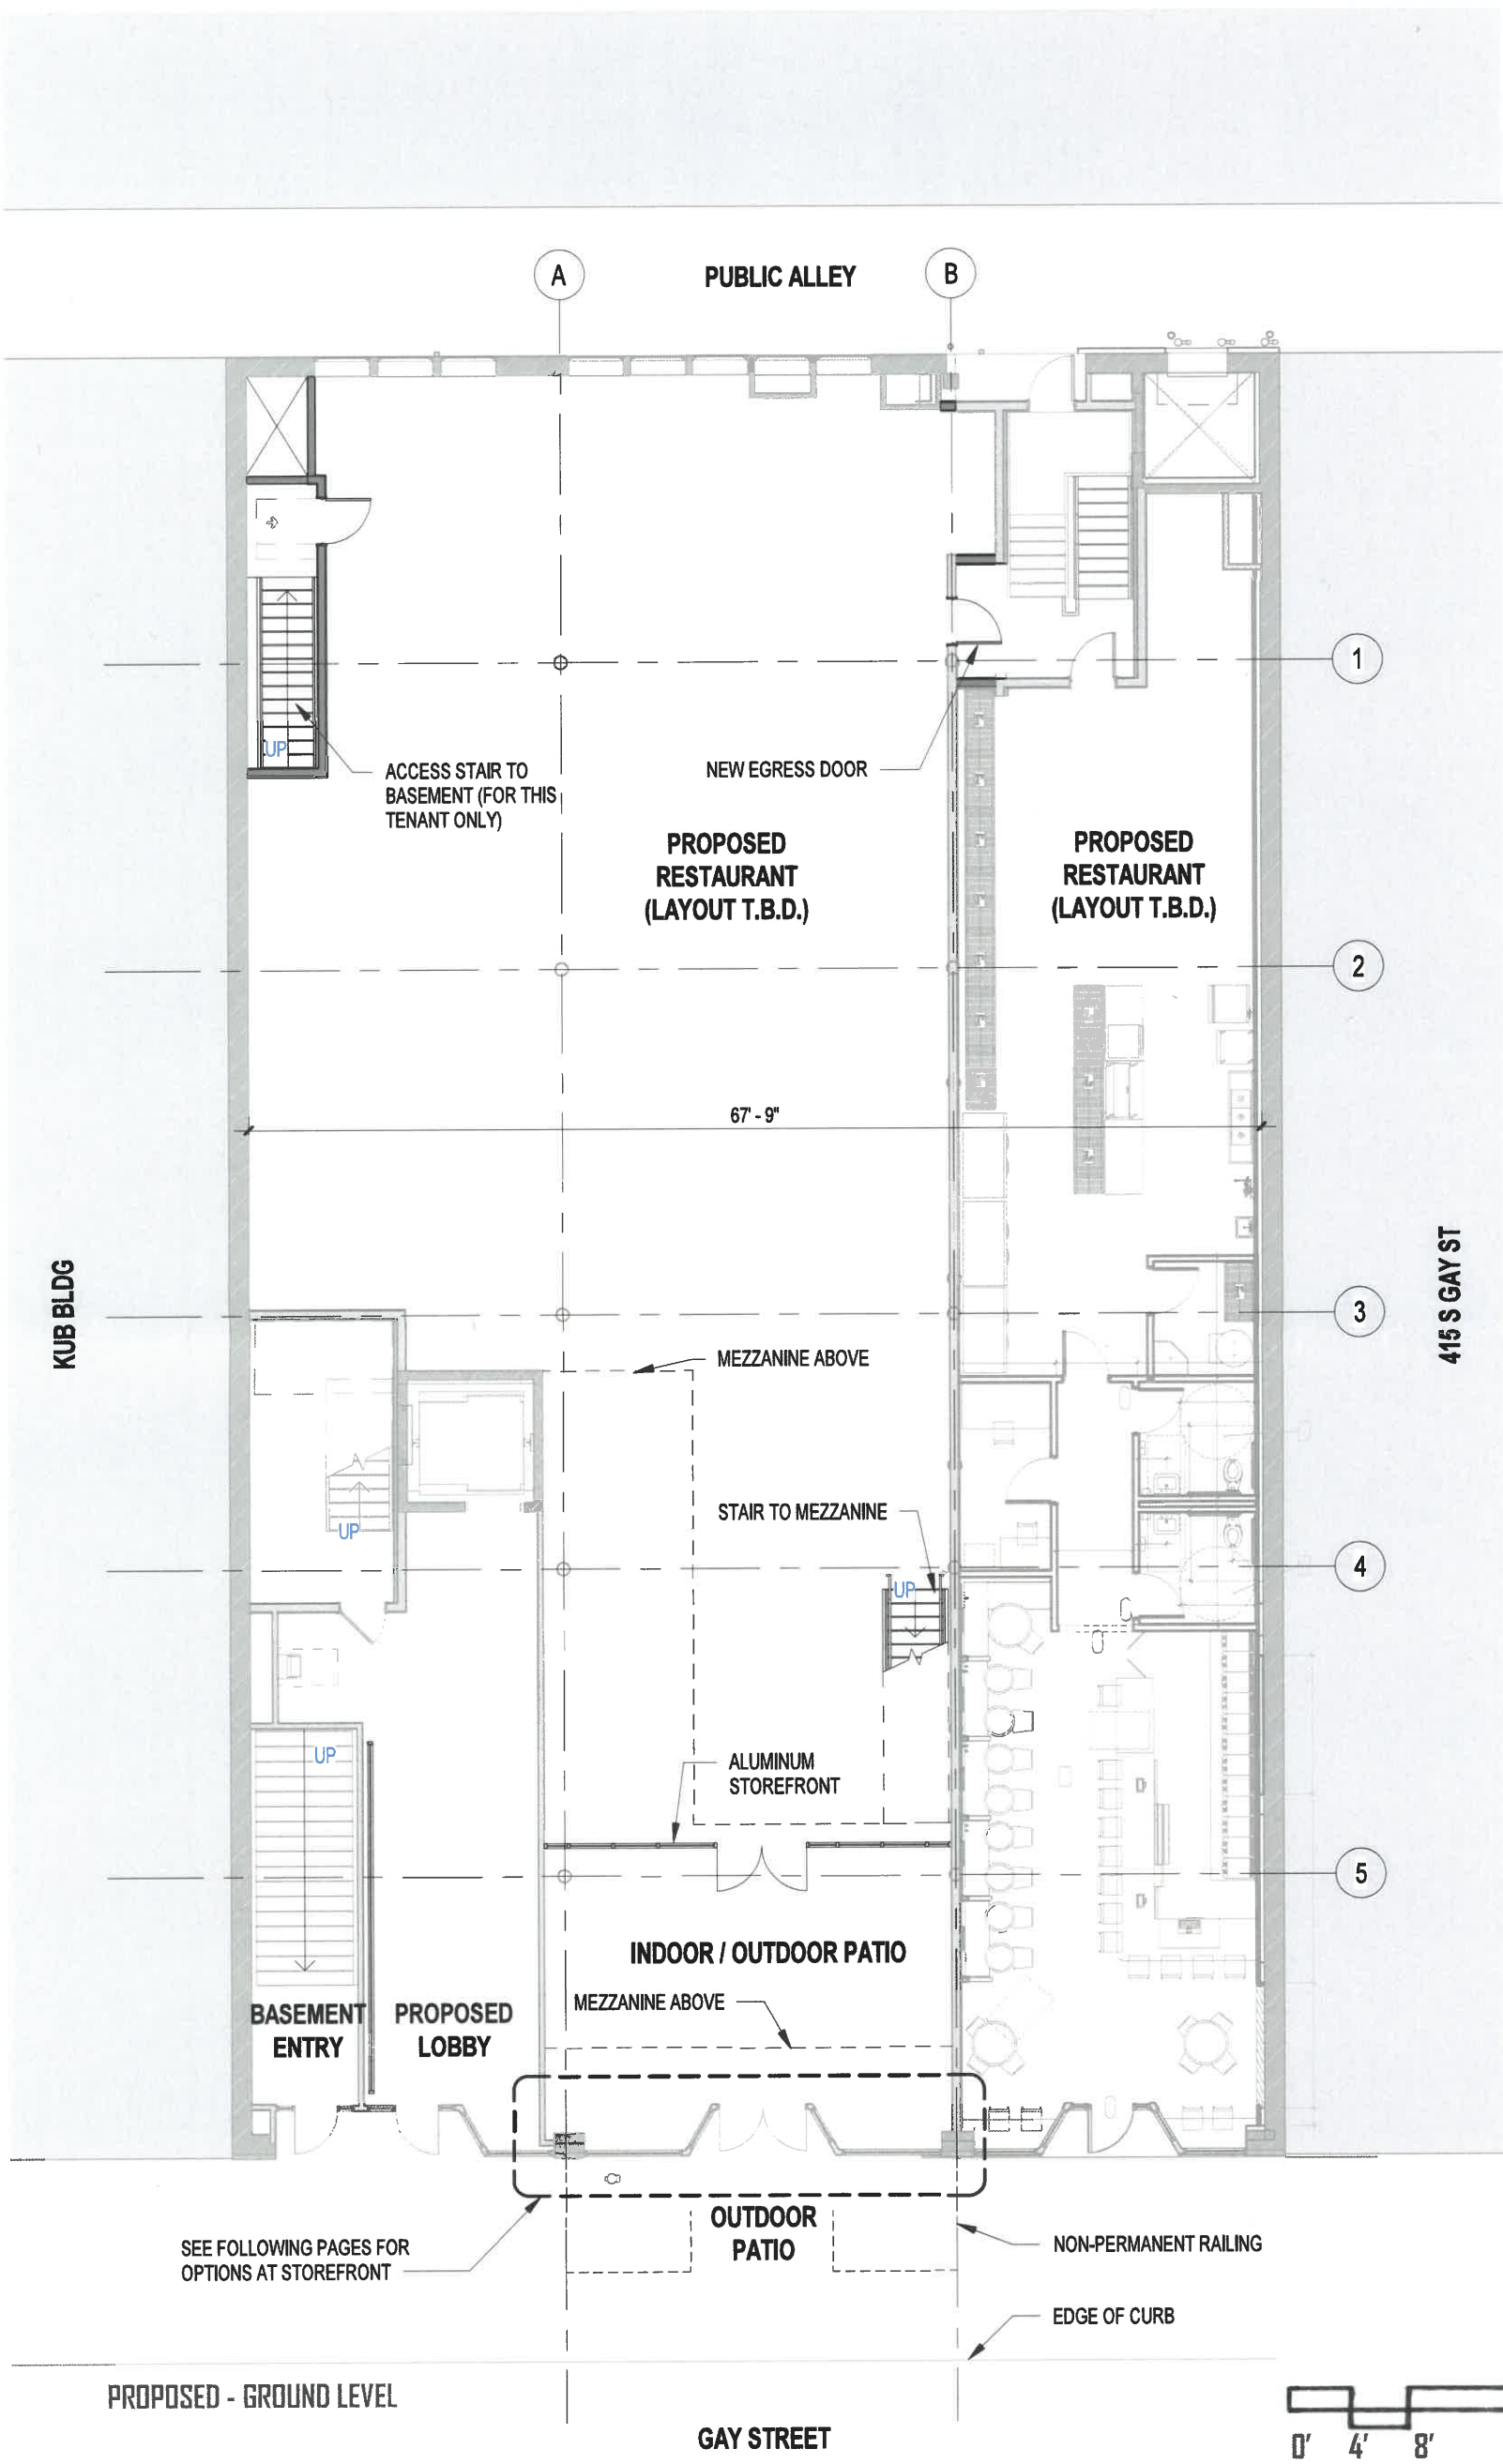 A
PUBLIC ALLEY
B
1
UP
ACCESS STAIR TO
BASEMENT (FOR THIS
TENANT ONLY)
NEW EGRESS DOOR
PROPOSED
RESTAURANT
(LAYOUT T.B.D.)
PROPOSED
RESTAURANT
(LAYOUT T.B.D.)
2
67' - 9"
KUB BLDG
415 S GAY ST
3
MEZZANINE ABOVE
STAIR TO MEZZANINE
UP
4
UP
UP
ALUMINUM
STOREFRONT
5
INDOOR / OUTDOOR PATIO
MEZZANINE ABOVE
BASEMENT
ENTRY
PROPOSED
LOBBY
OUTDOOR
PATIO
SEE FOLLOWING PAGES FOR
OPTIONS AT STOREFRONT
NON-PERMANENT RAILING
EDGE OF CURB
PROPOSED - GROUND LEVEL
GAY STREET
0' 4' 8'